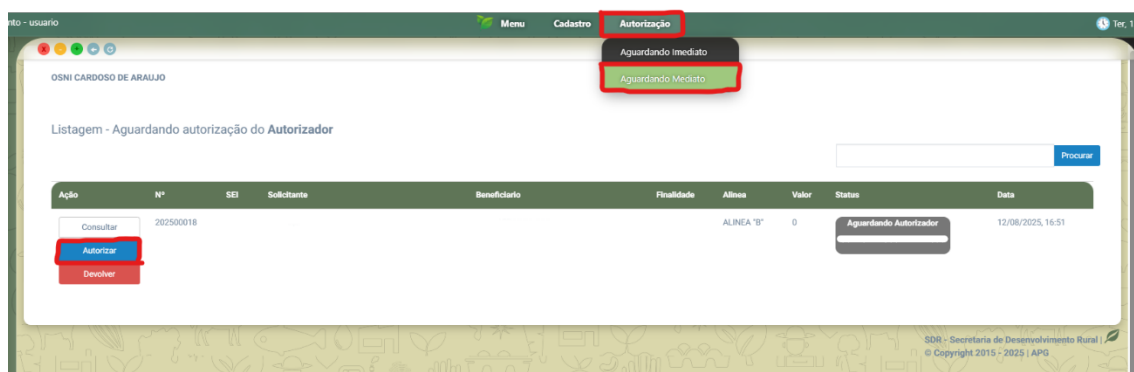 nto - usuario
Menu
Cadastro
Autorização
Ter, 1
Aguardando Imediato
Aguardando Mediato
OSNI CARDOSO DE ARAUJO
Listagem - Aguardando autorização do Autorizador
Procurar
Ação Nº SEI Solicitante Beneficiario Finalidade Alinea Valor Status Data
Consultar 202500018 ALINEA "B" 0 Aguardando Autorizador 12/08/2025, 16:51
Autorizar
Devolver
SDR - Secretaria de Desenvolvimento Rural |
© Copyright 2015 - 2025 | APG